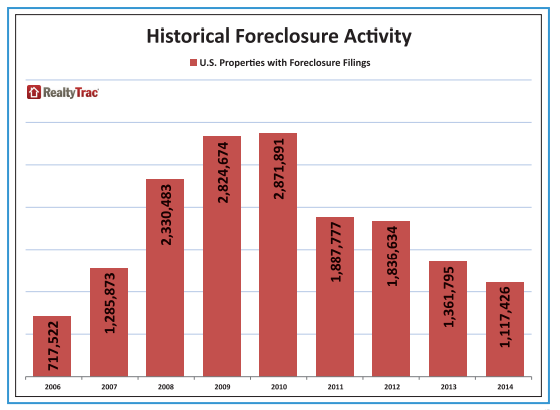 Historical Foreclosure Activity
U.S. Properties with Foreclosure Filings
RealtyTrac
717,522
1,285,873
2,330,483
2,824,674
2,871,891
1,887,777
1,836,634
1,361,795
1,117,426
2006 2007 2008 2009 2010 2011 2012 2013 2014